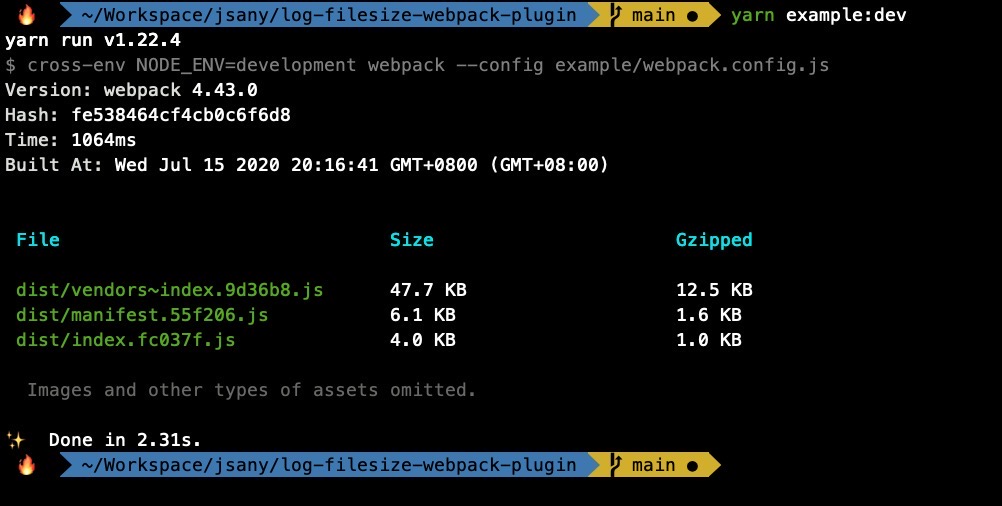 ~/Workspace/jsany/log-filesize-webpack-plugin main ● yarn example:dev
yarn run v1.22.4
$ cross-env NODE_ENV=development webpack --config example/webpack.config.js
Version: webpack 4.43.0
Hash: fe538464cf4cb0c6f6d8
Time: 1064ms
Built At: Wed Jul 15 2020 20:16:41 GMT+0800 (GMT+08:00)
File Size Gzipped
dist/vendors~index.9d36b8.js 47.7 KB 12.5 KB
dist/manifest.55f206.js 6.1 KB 1.6 KB
dist/index.fc037f.js 4.0 KB 1.0 KB
Images and other types of assets omitted.
✨ Done in 2.31s.
~/Workspace/jsany/log-filesize-webpack-plugin main ●